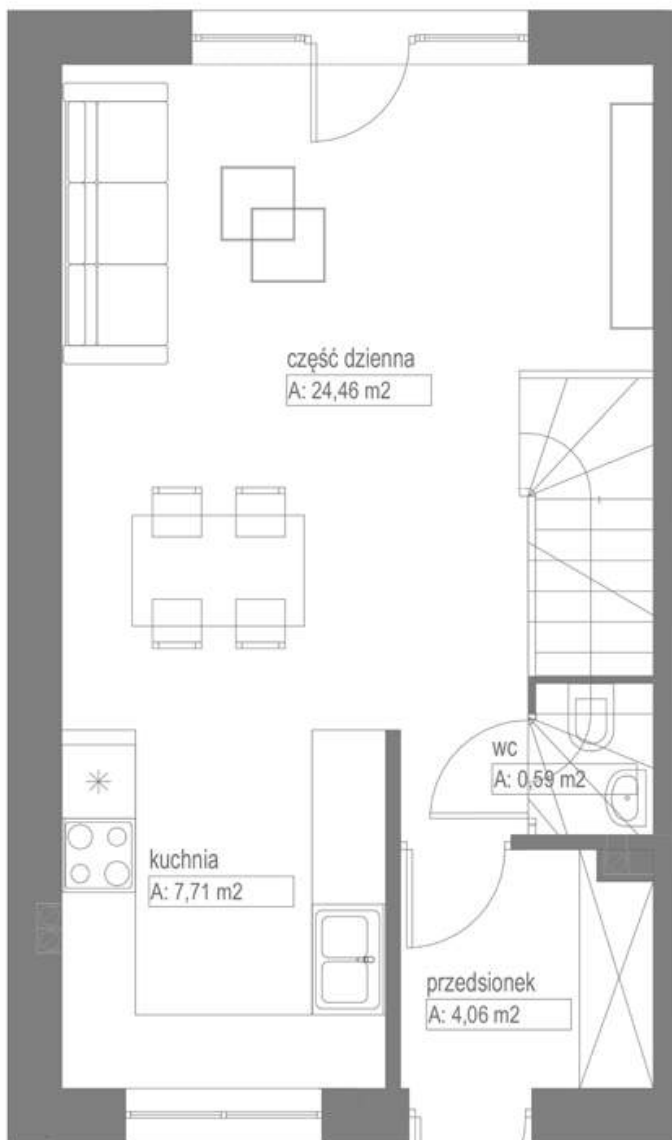 część dzienna
A: 24,46 m2
wc
A: 0,59 m2
kuchnia
A: 7,71 m2
przedsionek
A: 4,06 m2